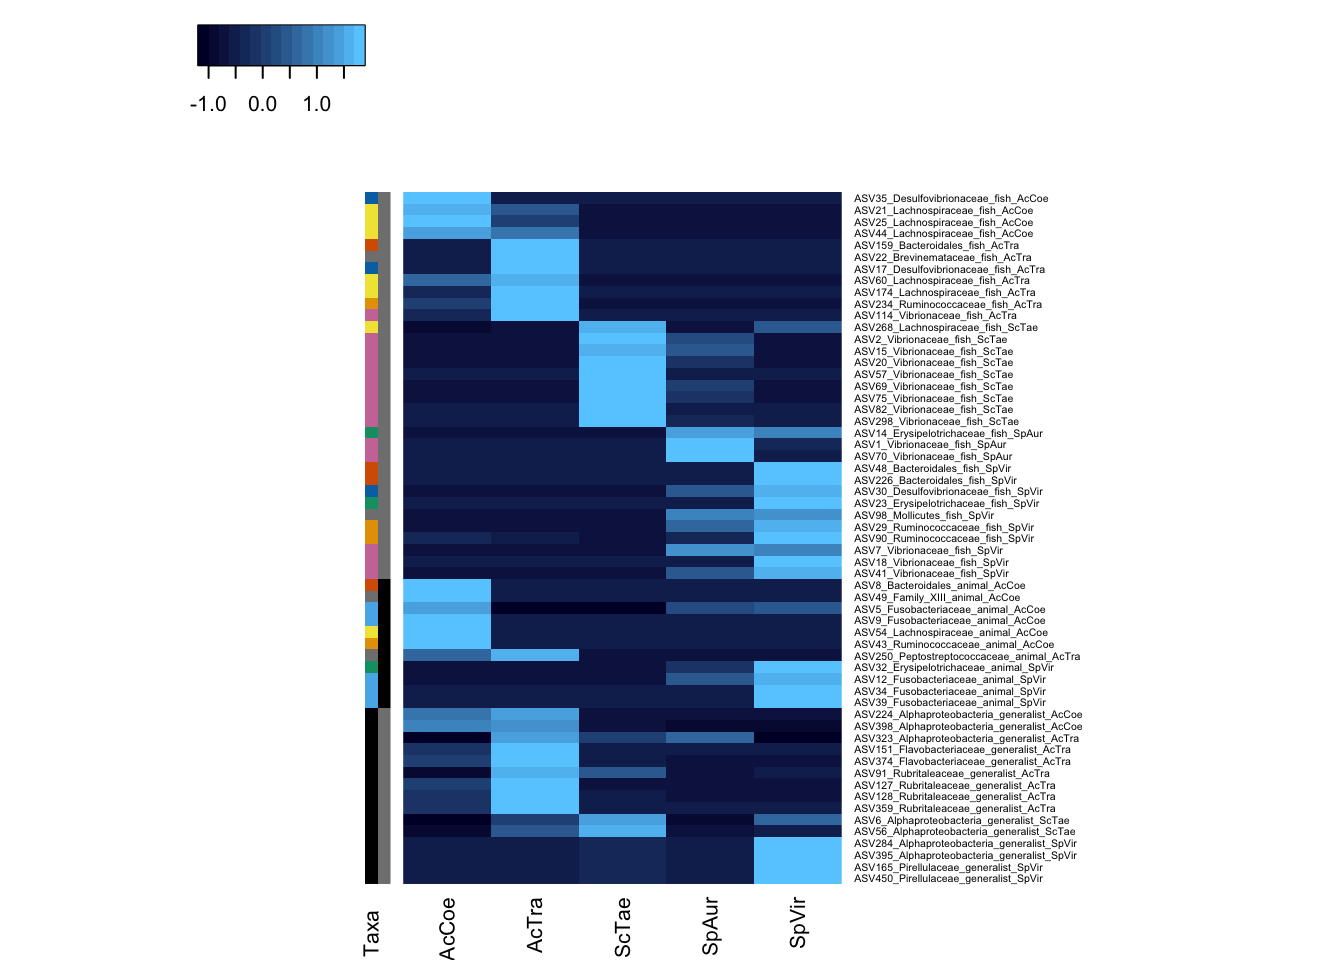 -1.0 0.0 1.0
ASV35_Desulfovibrionaceae_fish_AcCoe
ASV21_Lachnospiraceae_fish_AcCoe
ASV25_Lachnospiraceae_fish_AcCoe
ASV44_Lachnospiraceae_fish_AcCoe
ASV159_Bacteroidales_fish_AcTra
ASV22_Brevinemataceae_fish_AcTra
ASV17_Desulfovibrionaceae_fish_AcTra
ASV60_Lachnospiraceae_fish_AcTra
ASV174_Lachnospiraceae_fish_AcTra
ASV234_Ruminococcaceae_fish_AcTra
ASV114_Vibrionaceae_fish_AcTra
ASV268_Lachnospiraceae_fish_ScTae
ASV2_Vibrionaceae_fish_ScTae
ASV15_Vibrionaceae_fish_ScTae
ASV20_Vibrionaceae_fish_ScTae
ASV57_Vibrionaceae_fish_ScTae
ASV69_Vibrionaceae_fish_ScTae
ASV75_Vibrionaceae_fish_ScTae
ASV82_Vibrionaceae_fish_ScTae
ASV298_Vibrionaceae_fish_ScTae
ASV14_Erysipelotrichaceae_fish_SpAur
ASV1_Vibrionaceae_fish_SpAur
ASV70_Vibrionaceae_fish_SpAur
ASV48_Bacteroidales_fish_SpVir
ASV226_Bacteroidales_fish_SpVir
ASV30_Desulfovibrionaceae_fish_SpVir
ASV23_Erysipelotrichaceae_fish_SpVir
ASV98_Mollicutes_fish_SpVir
ASV29_Ruminococcaceae_fish_SpVir
ASV90_Ruminococcaceae_fish_SpVir
ASV7_Vibrionaceae_fish_SpVir
ASV18_Vibrionaceae_fish_SpVir
ASV41_Vibrionaceae_fish_SpVir
ASV8_Bacteroidales_animal_AcCoe
ASV49_Family_XIII_animal_AcCoe
ASV5_Fusobacteriaceae_animal_AcCoe
ASV9_Fusobacteriaceae_animal_AcCoe
ASV54_Lachnospiraceae_animal_AcCoe
ASV43_Ruminococcaceae_animal_AcCoe
ASV250_Peptostreptococcaceae_animal_AcTra
ASV32_Erysipelotrichaceae_animal_SpVir
ASV12_Fusobacteriaceae_animal_SpVir
ASV34_Fusobacteriaceae_animal_SpVir
ASV39_Fusobacteriaceae_animal_SpVir
ASV224_Alphaproteobacteria_generalist_AcCoe
ASV398_Alphaproteobacteria_generalist_AcCoe
ASV323_Alphaproteobacteria_generalist_AcTra
ASV151_Flavobacteriaceae_generalist_AcTra
ASV374_Flavobacteriaceae_generalist_AcTra
ASV91_Rubritaleaceae_generalist_AcTra
ASV127_Rubritaleaceae_generalist_AcTra
ASV128_Rubritaleaceae_generalist_AcTra
ASV359_Rubritaleaceae_generalist_AcTra
ASV6_Alphaproteobacteria_generalist_ScTae
ASV56_Alphaproteobacteria_generalist_ScTae
ASV284_Alphaproteobacteria_generalist_SpVir
ASV395_Alphaproteobacteria_generalist_SpVir
ASV165_Pirellulaceae_generalist_SpVir
ASV450_Pirellulaceae_generalist_SpVir
Taxa
AcCoe
AcTra
ScTae
SpAur
SpVir